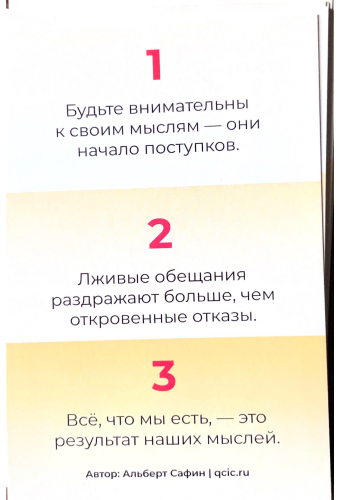 1
Будьте внимательны
к своим мыслям — они
начало поступков.
2
Лживые обещания
раздражают больше, чем
откровенные отказы.
3
Всё, что мы есть, — это
результат наших мыслей.
Автор: Альберт Сафин | qcic.ru